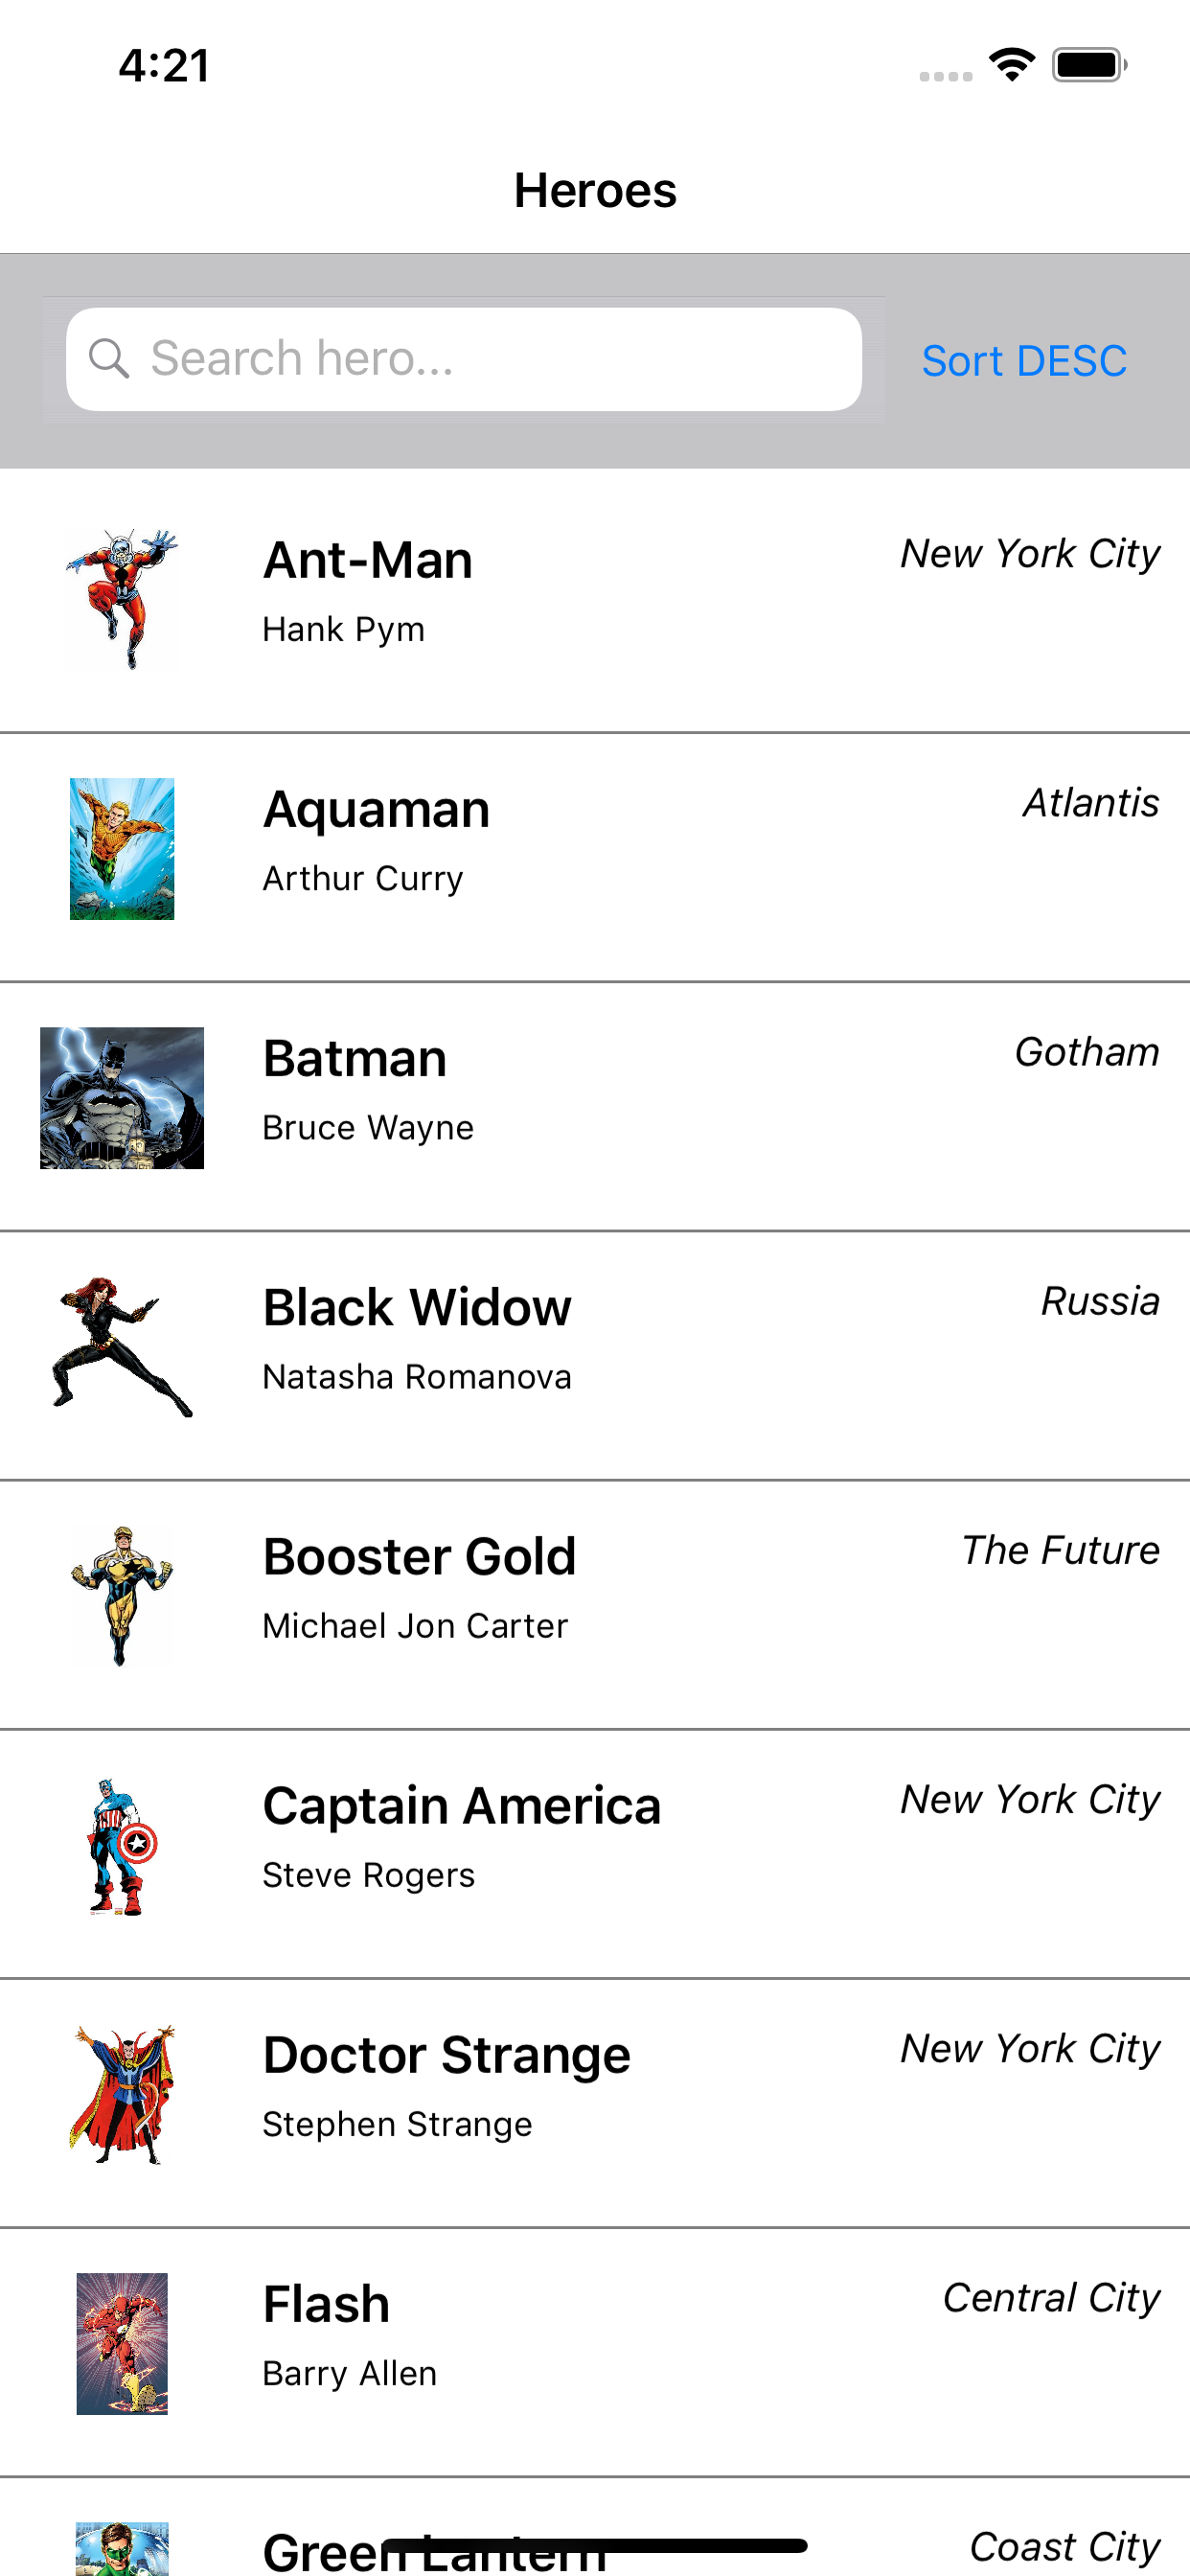 4:21
Heroes
Search hero...
Sort DESC
Ant-Man
New York City
Hank Pym
Aquaman
Atlantis
Arthur Curry
Batman
Gotham
Bruce Wayne
Black Widow
Russia
Natasha Romanova
Booster Gold
The Future
Michael Jon Carter
Captain America
New York City
Steve Rogers
Doctor Strange
New York City
Stephen Strange
Flash
Central City
Barry Allen
Green Lantern
Coast City